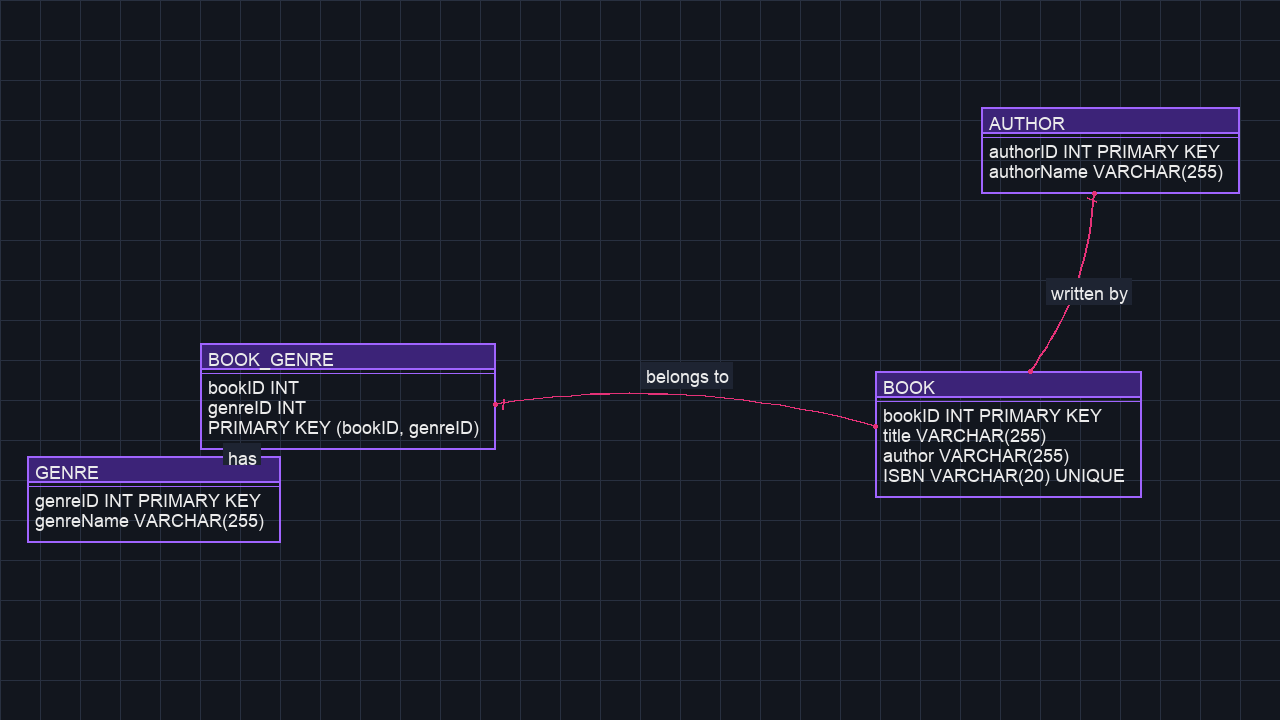 AUTHOR
authorID INT PRIMARY KEY
authorName VARCHAR(255)
written by
BOOK_GENRE
bookID INT
genreID INT
PRIMARY KEY (bookID, genreID)
belongs to
BOOK
bookID INT PRIMARY KEY
title VARCHAR(255)
author VARCHAR(255)
ISBN VARCHAR(20) UNIQUE
has
GENRE
genreID INT PRIMARY KEY
genreName VARCHAR(255)